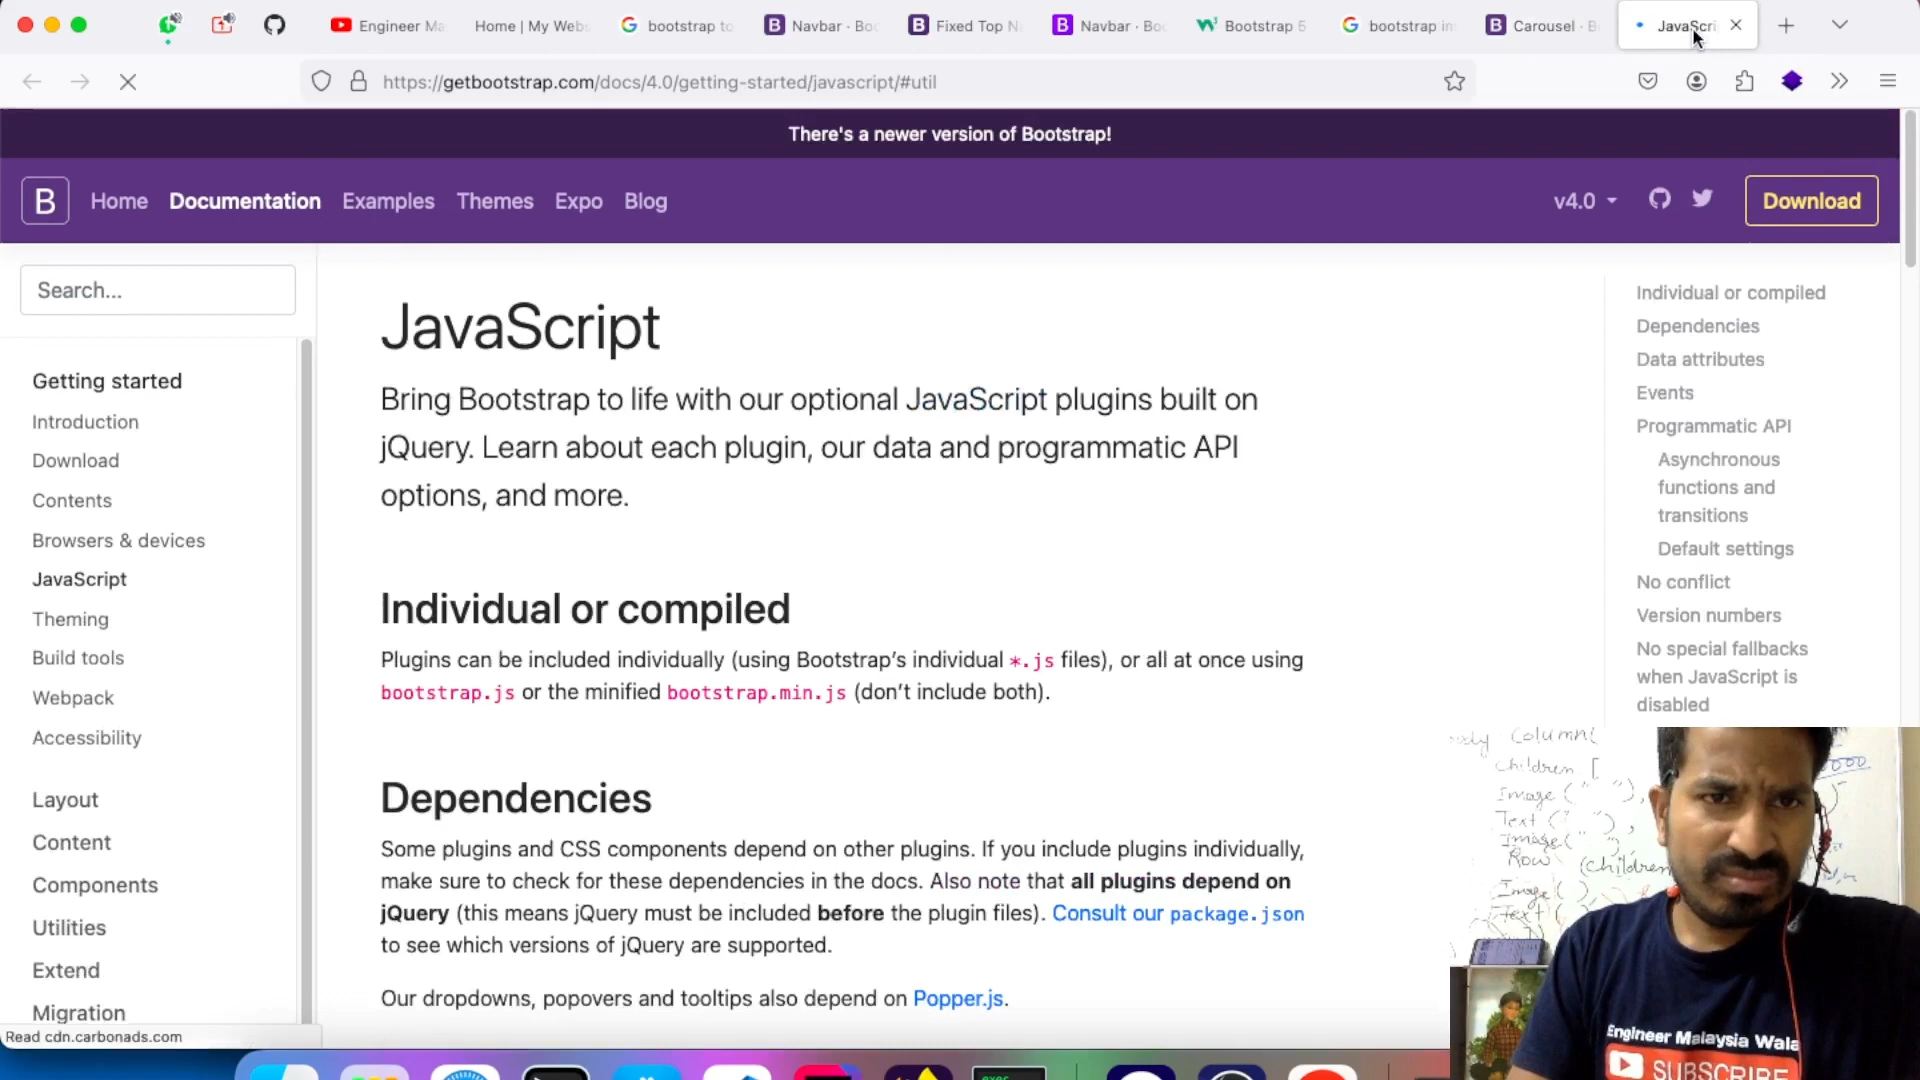 Engineer Ma
Home | My Webs
bootstrap to
Navbar · Boo
Fixed Top N
Navbar · Boo
Bootstrap 5
bootstrap in
Carousel · B
JavaScri
https://getbootstrap.com/docs/4.0/getting-started/javascript/#util
There's a newer version of Bootstrap!
B
Home
Documentation
Examples
Themes
Expo
Blog
v4.0
Download
Search...
Getting started
Introduction
Download
Contents
Browsers & devices
JavaScript
Theming
Build tools
Webpack
Accessibility
Layout
Content
Components
Utilities
Extend
Migration
JavaScript
Bring Bootstrap to life with our optional JavaScript plugins built on
jQuery. Learn about each plugin, our data and programmatic API
options, and more.
Individual or compiled
Plugins can be included individually (using Bootstrap’s individual *.js files), or all at once using
bootstrap.js or the minified bootstrap.min.js (don’t include both).
Dependencies
Some plugins and CSS components depend on other plugins. If you include plugins individually,
make sure to check for these dependencies in the docs. Also note that all plugins depend on
jQuery (this means jQuery must be included before the plugin files). Consult our package.json
to see which versions of jQuery are supported.
Our dropdowns, popovers and tooltips also depend on Popper.js.
Individual or compiled
Dependencies
Data attributes
Events
Programmatic API
Asynchronous
functions and
transitions
Default settings
No conflict
Version numbers
No special fallbacks
when JavaScript is
disabled
Column(
Children [
Image (" "),
Text (" "),
Image (" "),
Row (children
Image ( )
Text (
Engineer Malaysia Wala
SUBSCRIBE
Read cdn.carbonads.com
exec